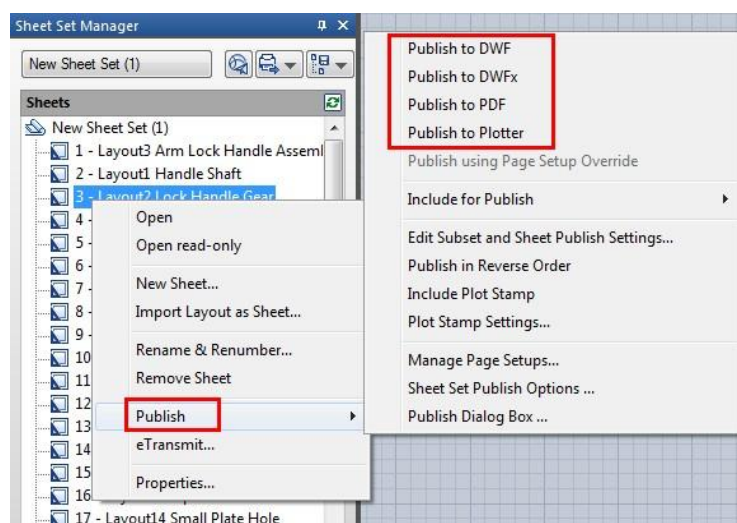 Sheet Set Manager
New Sheet Set (1)
Sheets
New Sheet Set (1)
1 - Layout3 Arm Lock Handle Assembl
2 - Layout1 Handle Shaft
3 - Layout2 Lock Handle Gear
4 -
5 -
6 -
7 -
8 -
9 -
10
11
12
13
14
15
16
17 - Layout14 Small Plate Hole
Open
Open read-only
New Sheet...
Import Layout as Sheet...
Rename & Renumber...
Remove Sheet
Publish
eTransmit...
Properties...
Publish to DWF
Publish to DWFx
Publish to PDF
Publish to Plotter
Publish using Page Setup Override
Include for Publish
Edit Subset and Sheet Publish Settings...
Publish in Reverse Order
Include Plot Stamp
Plot Stamp Settings...
Manage Page Setups...
Sheet Set Publish Options ...
Publish Dialog Box ...